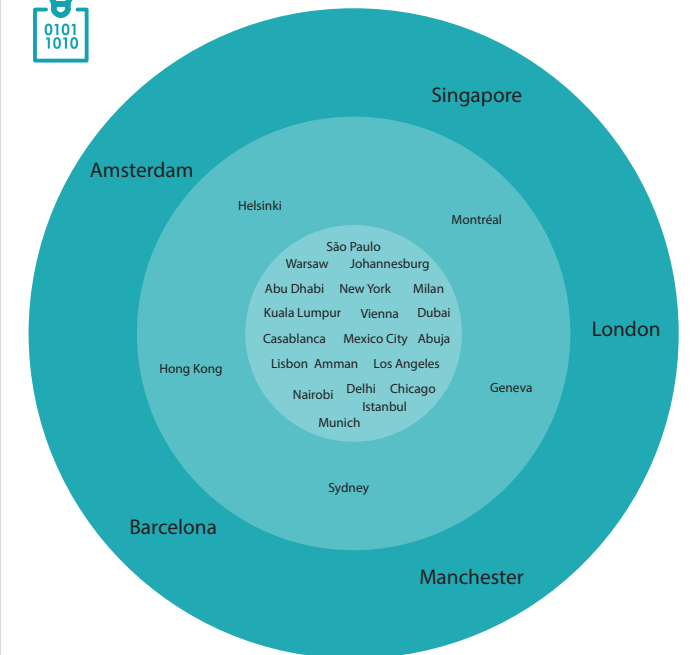 0101
1010
Singapore
Amsterdam
Helsinki
Montréal
São Paulo
Warsaw Johannesburg
Abu Dhabi New York Milan
Kuala Lumpur Vienna Dubai
London
Casablanca Mexico City Abuja
Lisbon Amman Los Angeles
Hong Kong
Geneva
Nairobi Delhi Chicago
Istanbul
Munich
Sydney
Barcelona
Manchester